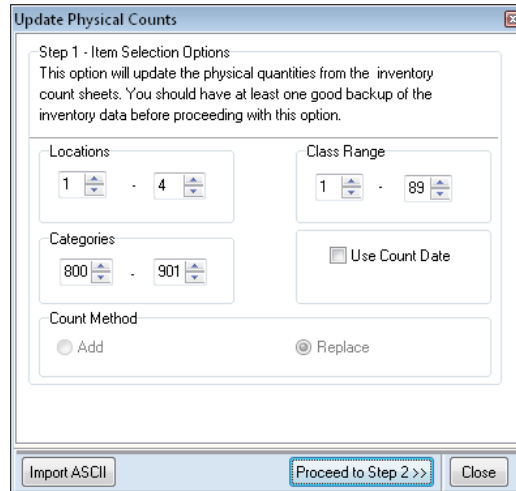 Update Physical Counts
Step 1 - Item Selection Options
This option will update the physical quantities from the inventory
count sheets. You should have at least one good backup of the
inventory data before proceeding with this option.
Locations
1 - 4
Class Range
1 - 89
Categories
800 - 901
Use Count Date
Count Method
Add
Replace
Import ASCII
Proceed to Step 2 >>
Close